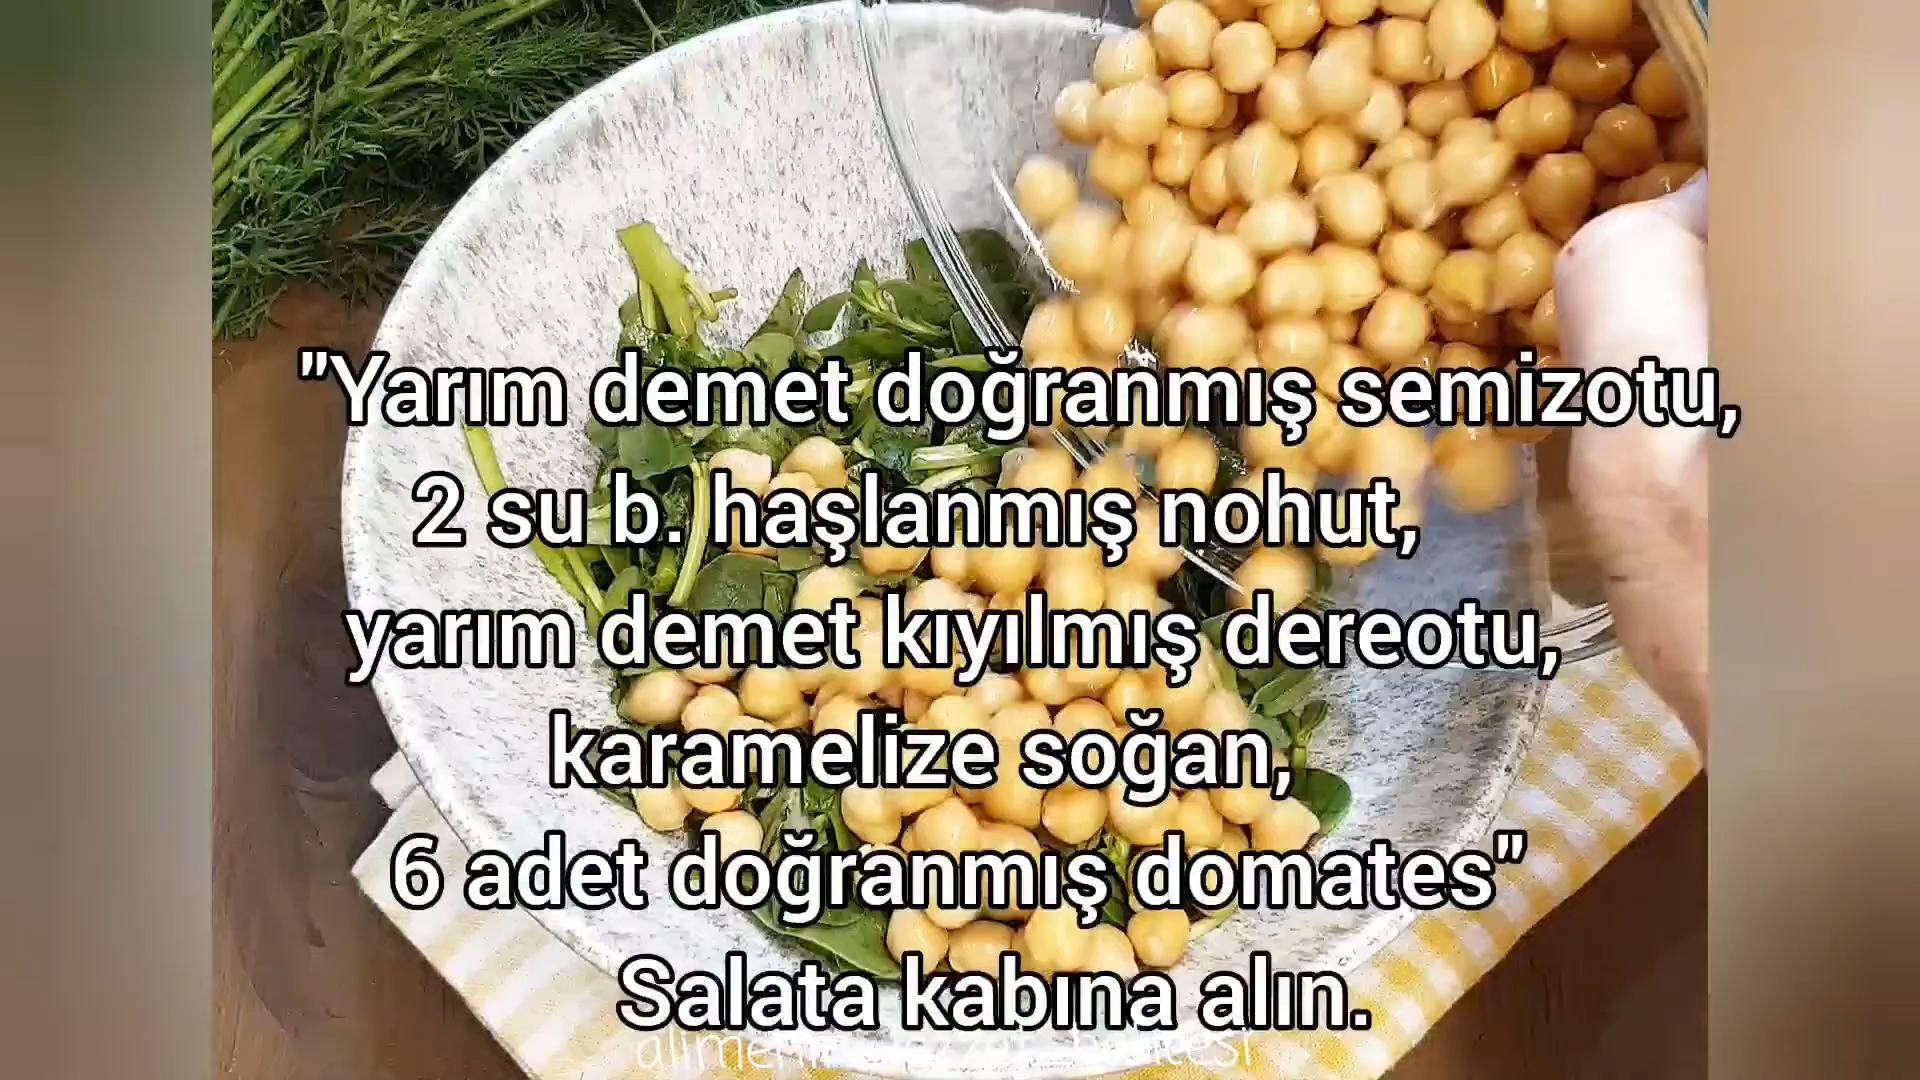 "Yarım demet doğranmış semizotu,
2 su b. haşlanmış nohut,
yarım demet kıyılmış dereotu,
karamelize soğan,
6 adet doğranmış domates"
Salata kabına alın.